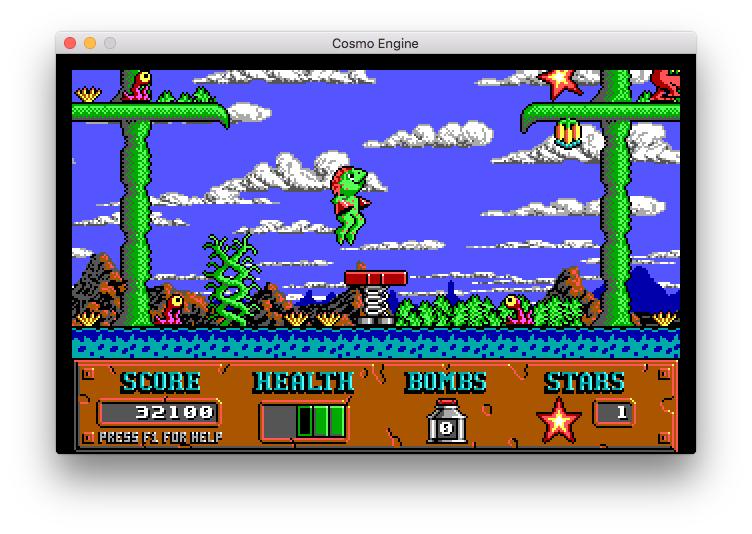 Cosmo Engine
SCORE HEALTH BOMBS STARS
32100 0 1
PRESS F1 FOR HELP